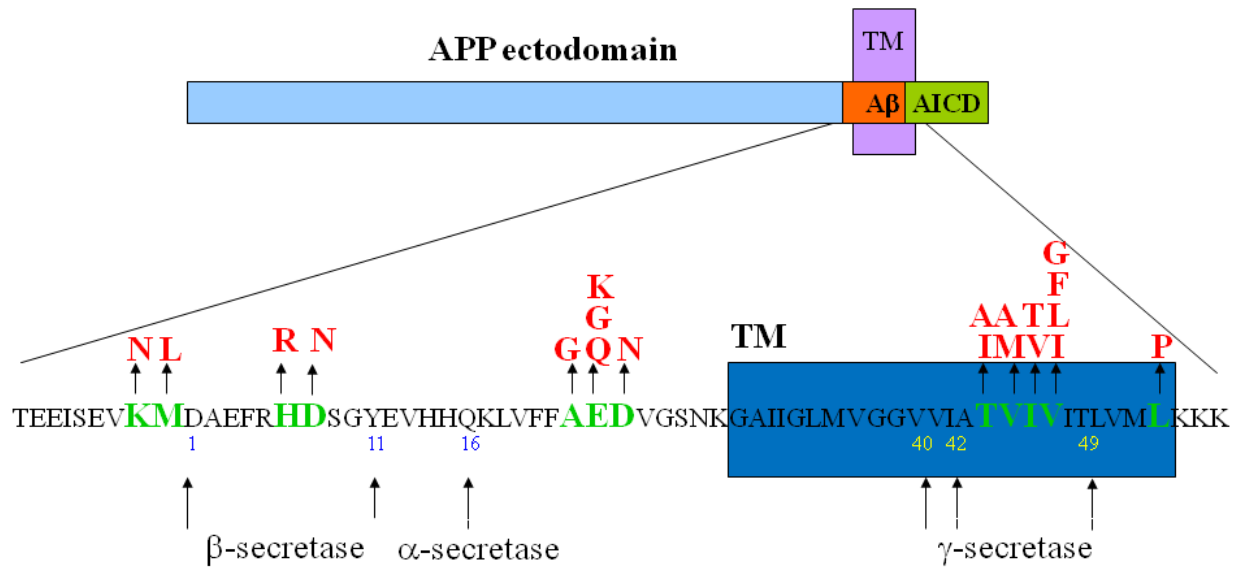 TM
APP ectodomain
Aβ AICD
G
K F
G A A T L
TM
N L R N G Q N I M V I P
TEEISEVKMDAEFRHDSGYEVHHQKLVFFAEDVGSNKGAIIGLMVGGVVIATVIVITLVMLKKK
1 11 16 40 42 49
β-secretase α-secretase γ-secretase